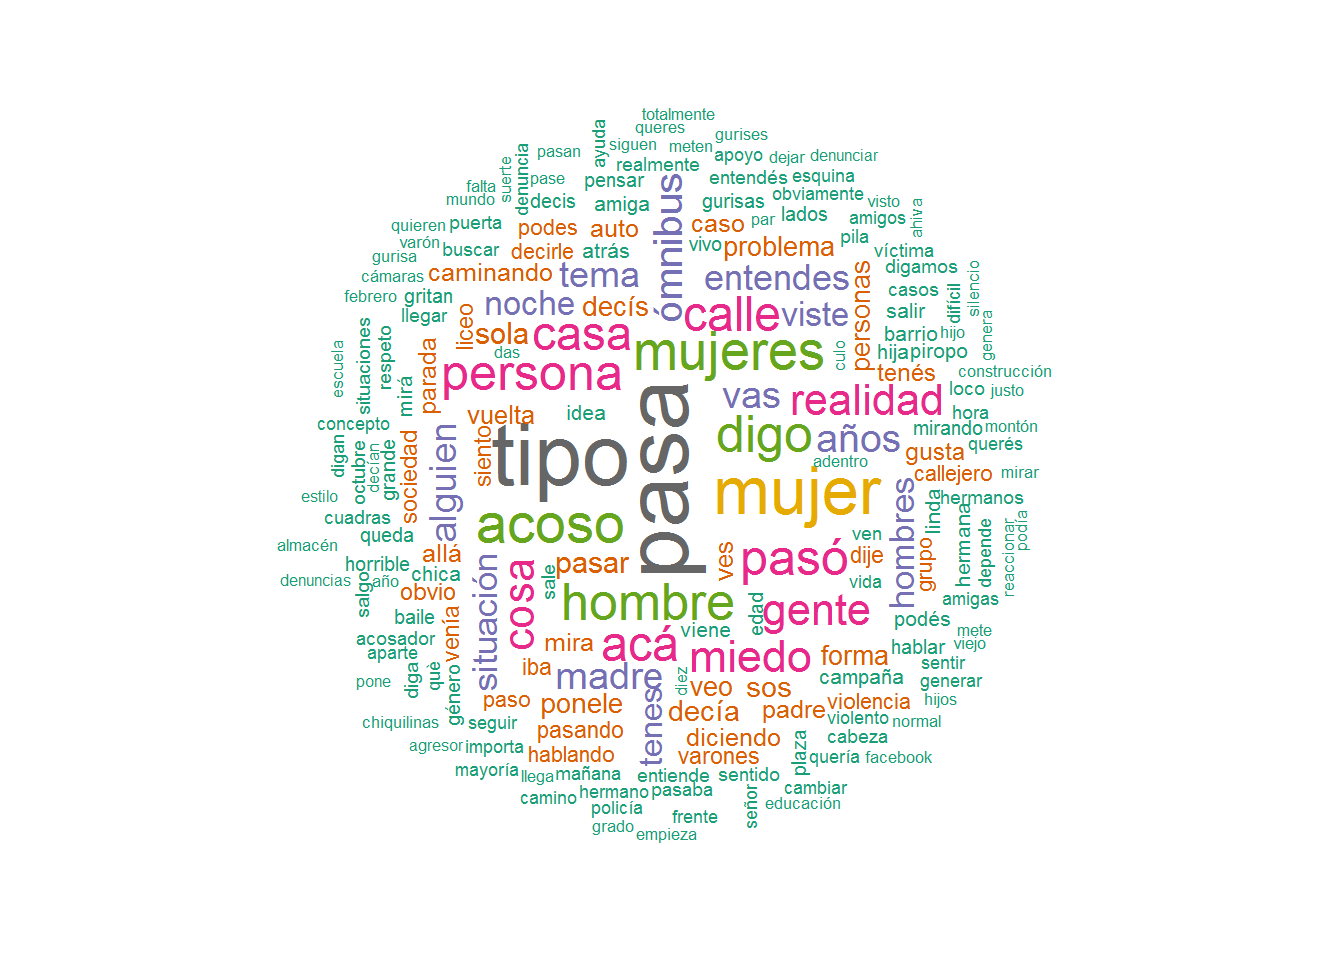 totalmente
queres
gurises
siguen
meten
pasan
ayuda
realmente
apoyo
dejar
denunciar
denuncia
suerte
falta
pase
pensar
ómnibus
entendés
esquina
mundo
decis
amiga
gurisas
obviamente
visto
ahiva
quieren
puerta
podes
auto
caso
par
lados
amigos
varón
buscar
decirle
atrás
vivo
problema
pila
víctima
gurisa
cámaras
caminando
tema
entendes
personas
digamos
silencio
febrero
gritan
noche
decís
calle
viste
casos
difícil
llegar
liceo
sola
casa
mujeres
salir
barrio
hijo
genera
situaciones
respeto
escuela
das
culo
hija
piropo
mirá
parada
persona
pasa
vas
realidad
tenés
construcción
loco
justo
vuelta
idea
hora
concepto
alguien
tipo
digo
años
mirando
montón
digan
decían
octubre
grande
sociedad
siento
adentro
gusta
querés
callejero
mirar
estilo
mujer
hombres
linda
hermanos
cuadras
acoso
queda
ven
hermana
depende
reaccionar
podía
almacén
allá
pasar
ves
pasó
dije
grupo
horrible
situación
cosa
sale
denuncias
año
chica
vida
salgo
obvio
hombre
edad
gente
amigas
baile
venía
viene
podés
mete
acosador
acá
miedo
hablar
viejo
aparte
mira
forma
sentir
qué
iba
madre
diez
campaña
generar
pone
diga
género
tenes
veo
sos
violencia
hijos
paso
ponele
decía
padre
chiquilinas
seguir
violento
normal
pasando
diciendo
cabeza
agresor
importa
hablando
varones
plaza
quería
facebook
mayoría
llega
mañana
entiende
sentido
camino
hermano
pasaba
señor
cambiar
policía
educación
frente
grado
empieza